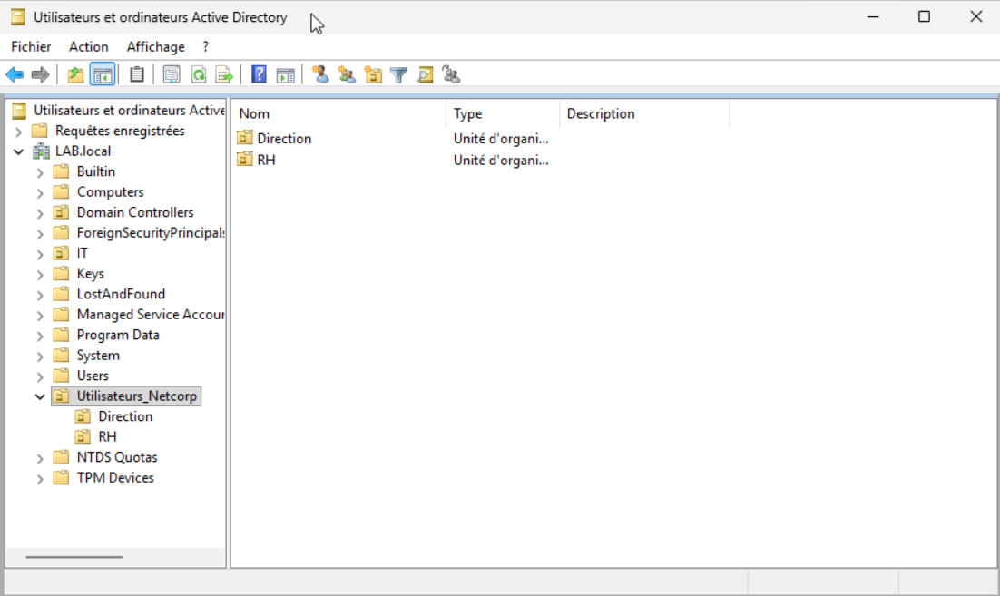 Utilisateurs et ordinateurs Active Directory
Fichier Action Affichage ?
Utilisateurs et ordinateurs Active
Requêtes enregistrées
LAB.local
Builtin
Computers
Domain Controllers
ForeignSecurityPrincipals
IT
Keys
LostAndFound
Managed Service Accour
Program Data
System
Users
Utilisateurs_Netcorp
Direction
RH
NTDS Quotas
TPM Devices
Nom Type Description
Direction Unité d'organi...
RH Unité d'organi...